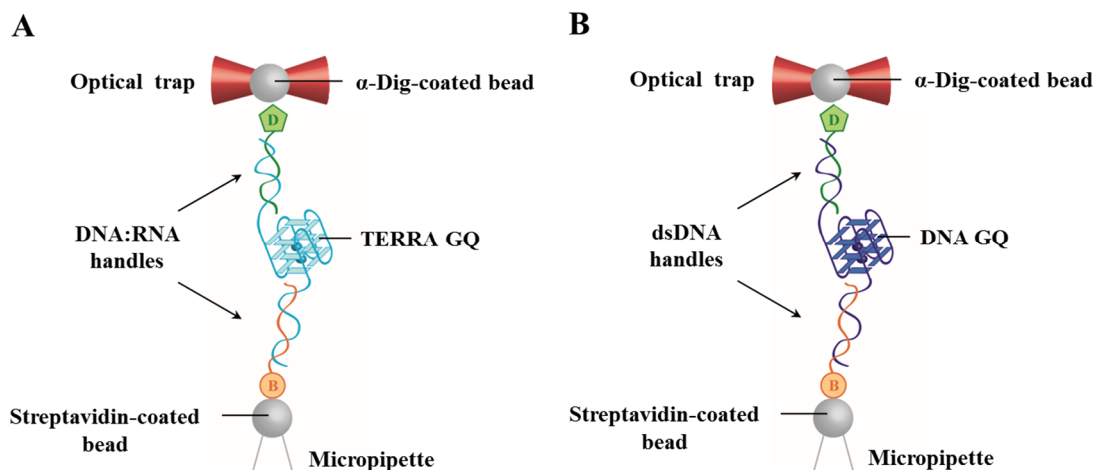 A
Optical trap
α-Dig-coated bead
D
DNA:RNA
handles
TERRA GQ
B
Streptavidin-coated
bead
Micropipette
B
Optical trap
α-Dig-coated bead
D
dsDNA
handles
DNA GQ
B
Streptavidin-coated
bead
Micropipette